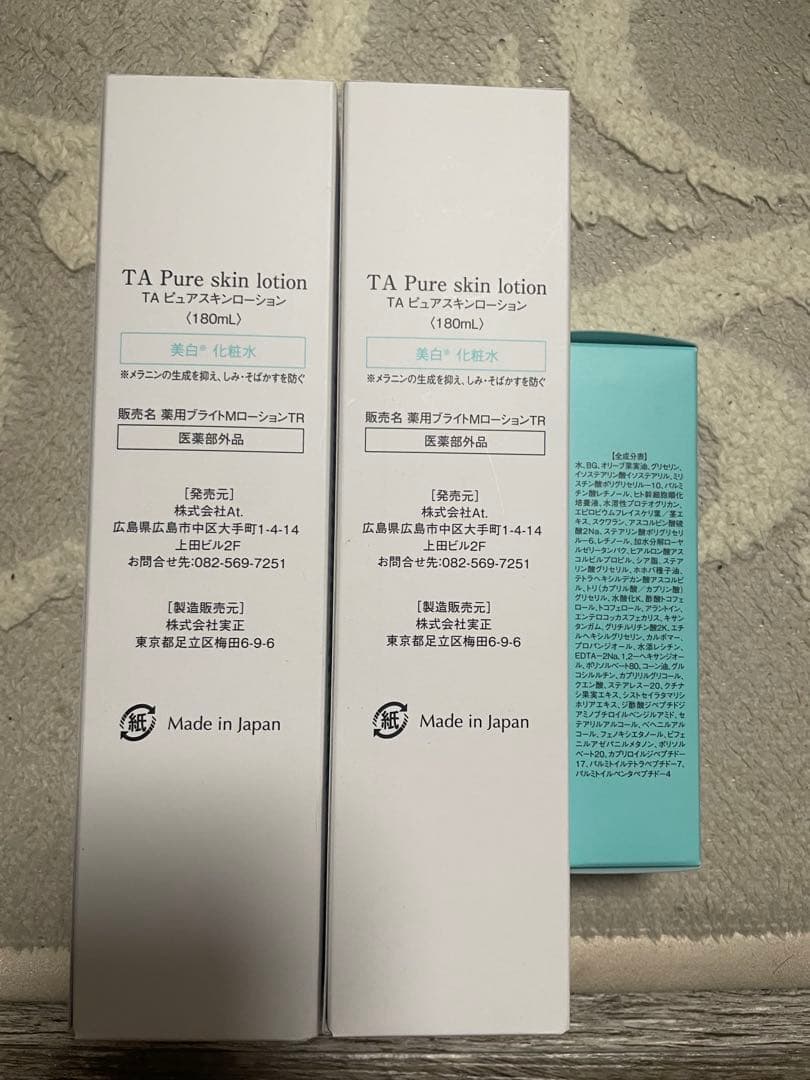 TA Pure skin lotion
TA ピュアスキンローション
〈180mL〉
美白※ 化粧水
※メラニンの生成を抑え、しみ・そばかすを防ぐ
販売名 薬用ブライトMローションTR
医薬部外品
[発売元]
株式会社At.
広島県広島市中区大手町1-4-14
上田ビル2F
お問合せ先:082-569-7251
[製造販売元]
株式会社実正
東京都足立区梅田6-9-6
紙 Made in Japan
TA Pure skin lotion
TA ピュアスキンローション
〈180mL〉
美白※ 化粧水
※メラニンの生成を抑え、しみ・そばかすを防ぐ
販売名 薬用ブライトMローションTR
医薬部外品
[発売元]
株式会社At.
広島県広島市中区大手町1-4-14
上田ビル2F
お問合せ先:082-569-7251
[製造販売元]
株式会社実正
東京都足立区梅田6-9-6
紙 Made in Japan
【全成分表】
水、BG、オリーブ果実油、グリセリン、
イソステアリン酸イソステアリル、ミリ
スチン酸ポリグリセリル-10、パルミ
チン酸レチノール、ヒト幹細胞順化
培養液、水溶性プロテオグリカン、
エピロビウムフレイスケリ葉/茎エ
キス、スクワラン、アスコルビン酸硫
酸2Na、ステアリン酸ポリグリセリ
ル-6、レチノール、加水分解ローヤ
ルゼリータンパク、ヒアルロン酸アス
コルビルプロピル、シア脂、ステア
リン酸グリセリル、ホホバ種子油、
テトラヘキシルデカン酸アスコルビ
ル、トリ(カプリル酸/カプリン酸)
グリセリル、水酸化K、酢酸トコフェ
ロール、トコフェロール、アラントイン、
エンテロコッカスフェカリス、キサン
タンガム、グリチルリチン酸2K、エチ
ルヘキシルグリセリン、カルボマー、
プロパンジオール、水添レシチン、
EDTA-2Na、1,2-ヘキサンジオー
ル、ポリソルベート80、コーン油、グル
コシルルチン、カプリリルグリコール、
クエン酸、ステアレス-20、クチナ
シ果実エキス、シストセイラタマリシ
ホリアエキス、ジ酢酸ジペプチドジ
アミノブチロイルベンジルアミド、セ
テアリルアルコール、ベヘニルアル
コール、フェノキシエタノール、ビフェ
ニルアゼパニルメタノン、ポリソル
ベート20、カプロイルジペプチド-
17、パルミトイルテトラペプチド-7、
パルミトイルペンタペプチド-4